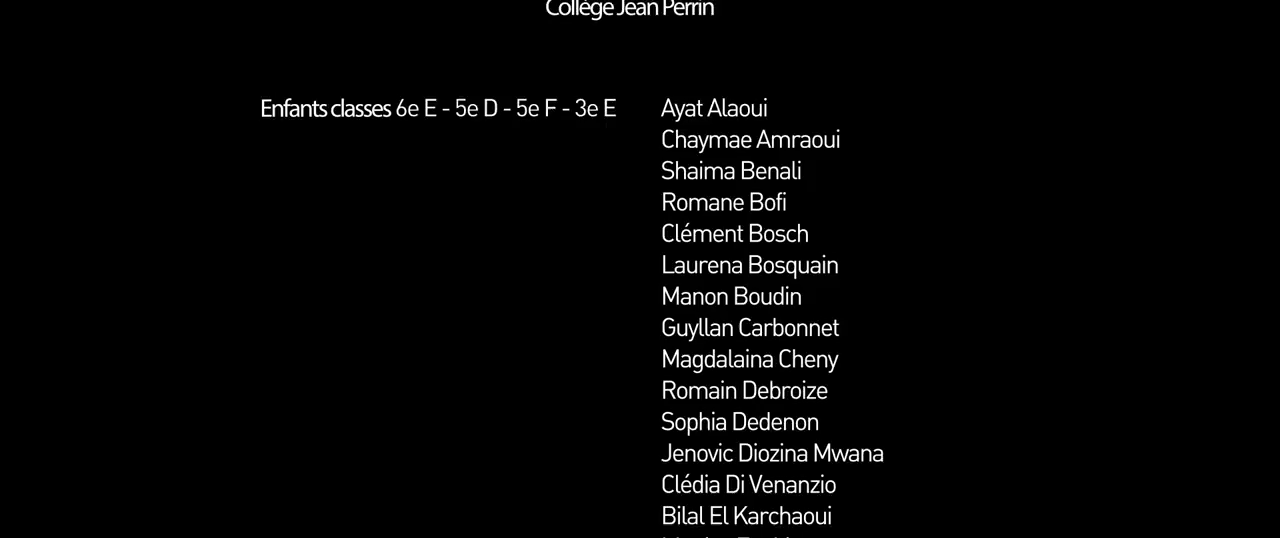 Collège Jean Perrin
Enfants classes 6e E - 5e D - 5e F - 3e E
Ayat Alaoui
Chaymae Amraoui
Shaima Benali
Romane Bofi
Clément Bosch
Laurena Bosquain
Manon Boudin
Guyllan Carbonnet
Magdalaina Cheny
Romain Debroize
Sophia Dedenon
Jenovic Diozina Mwana
Clédia Di Venanzio
Bilal El Karchaoui